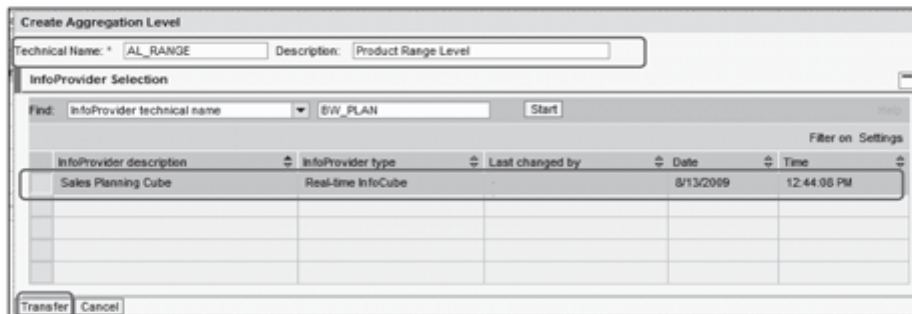 Create Aggregation Level
Technical Name: * AL_RANGE Description: Product Range Level
InfoProvider Selection
Find: InfoProvider technical name BW_PLAN Start Help
Filter on Settings
InfoProvider description InfoProvider type Last changed by Date Time
Sales Planning Cube Real-time InfoCube 8/13/2009 12:44:08 PM
Transfer Cancel